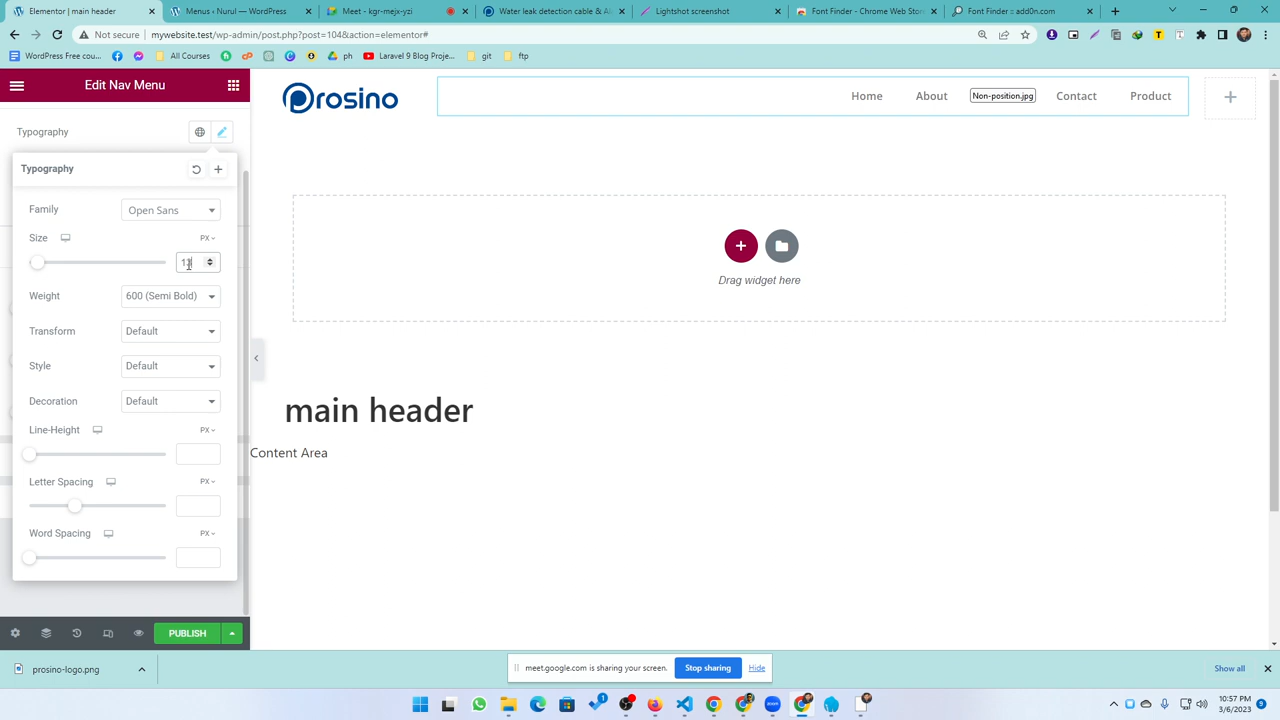 Elementor | main header
Menu - Logo
Next - Wor-mejx-yzi
Water leak detection cable & Al
Lightshot screenshot
Font Finder - Chrome Web Store
Font Finder = add0n.com
Not secure | mywebsite.test/wp-admin/post.php?post=104&action=elementor#
WordPress Free cou...
All Courses
ph
Laravel 9 Blog Proje...
git
ftp
Edit Nav Menu
Typography
Typography
Family
Open Sans
Size
PX
13
Weight
600 (Semi Bold)
Transform
Default
Style
Default
Decoration
Default
Line-Height
PX
Letter Spacing
PX
Word Spacing
PX
PUBLISH
prosino
Home
About
Non-position.jpg
Contact
Product
Drag widget here
main header
Content Area
prosino-logo.png
meet.google.com is sharing your screen.
Stop sharing
Hide
Show all
10:57 PM
3/6/2023